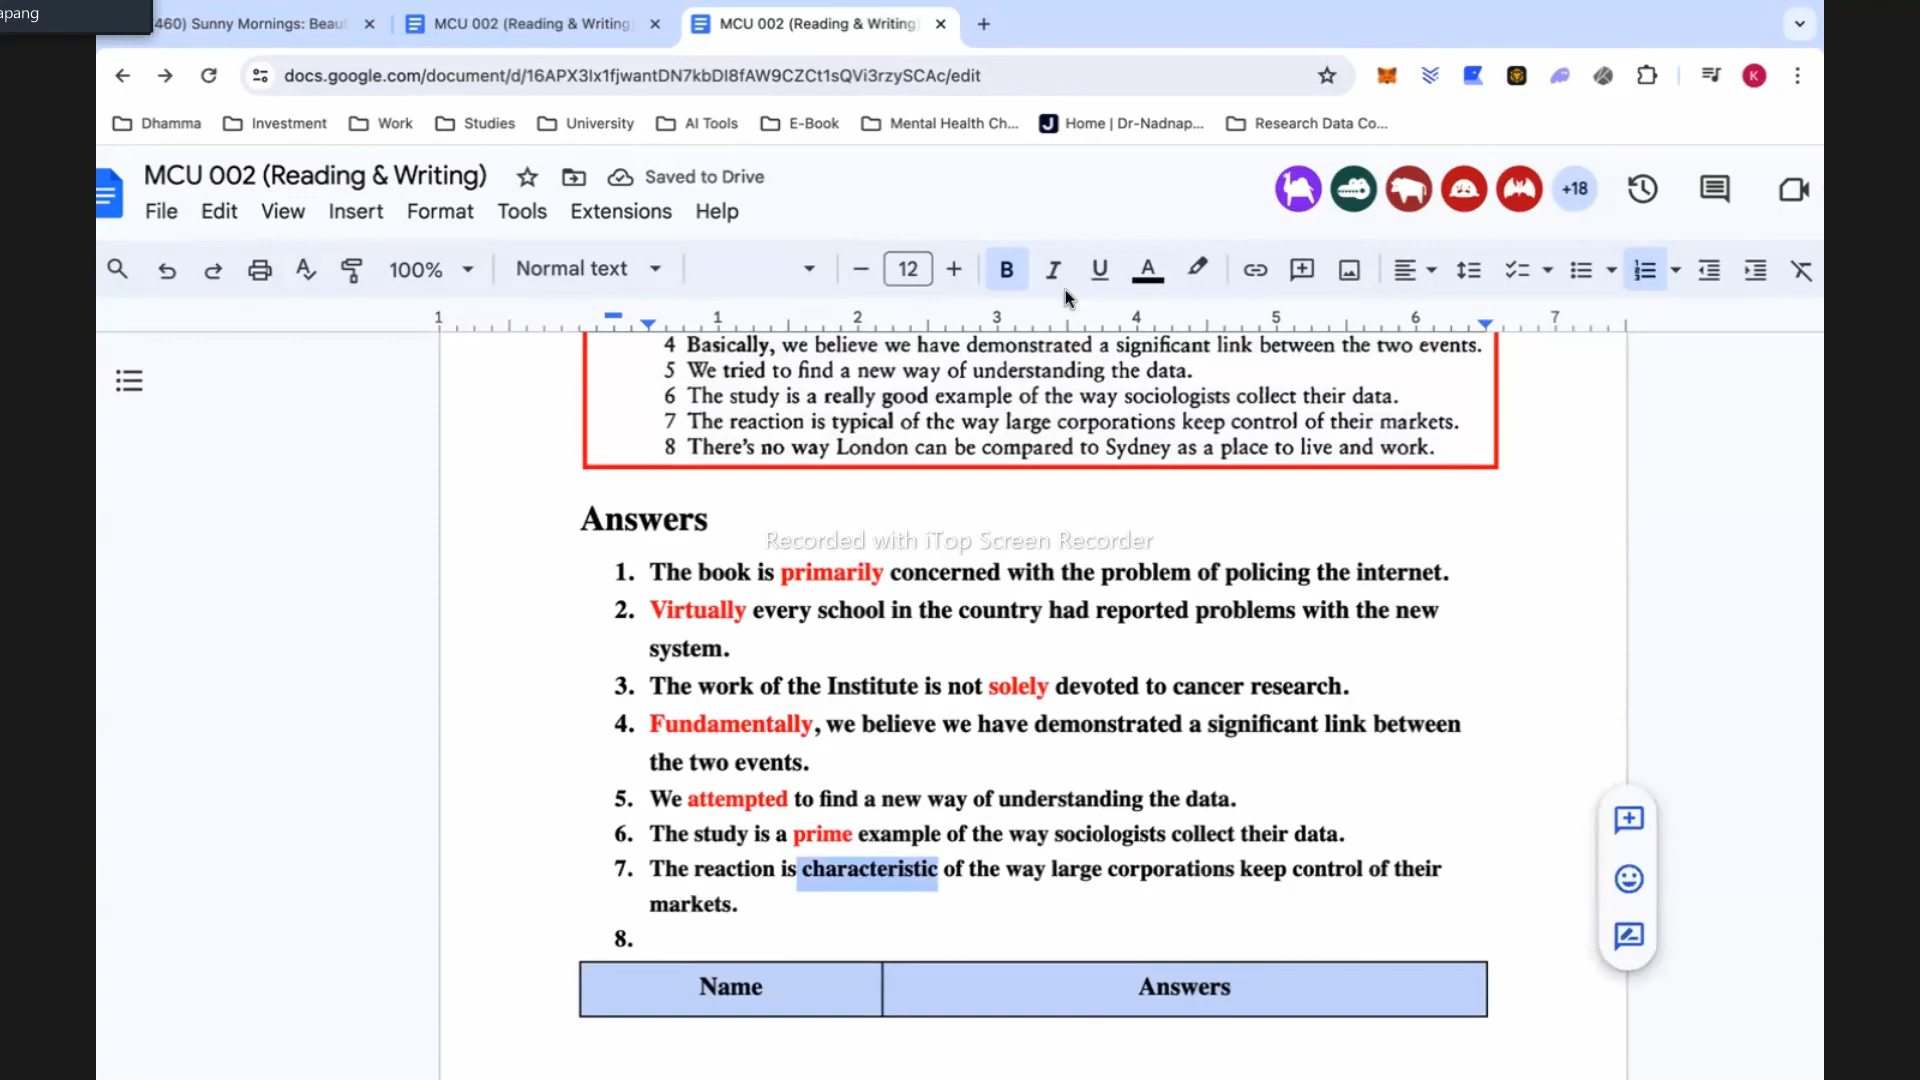 apang
460) Sunny Mornings: Beau
MCU 002 (Reading & Writing)
MCU 002 (Reading & Writing
docs.google.com/document/d/16APX3Ix1fjwantDN7kbDI8fAW9CZCt1sQVi3rzySCAc/edit
K
Dhamma
Investment
Work
Studies
University
AI Tools
E-Book
Mental Health Ch...
Home | Dr-Nadnap...
Research Data Co...
MCU 002 (Reading & Writing)
Saved to Drive
+18
File Edit View Insert Format Tools Extensions Help
100% Normal text 12 B I U A
1 1 2 3 4 5 6 7
4 Basically, we believe we have demonstrated a significant link between the two events.
5 We tried to find a new way of understanding the data.
6 The study is a really good example of the way sociologists collect their data.
7 The reaction is typical of the way large corporations keep control of their markets.
8 There's no way London can be compared to Sydney as a place to live and work.
Answers
Recorded with iTop Screen Recorder
1. The book is primarily concerned with the problem of policing the internet.
2. Virtually every school in the country had reported problems with the new
system.
3. The work of the Institute is not solely devoted to cancer research.
4. Fundamentally, we believe we have demonstrated a significant link between
the two events.
5. We attempted to find a new way of understanding the data.
6. The study is a prime example of the way sociologists collect their data.
7. The reaction is characteristic of the way large corporations keep control of their
markets.
8.
Name Answers